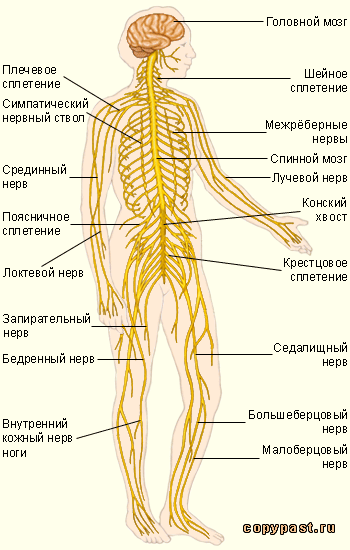 Головной мозг
Плечевое
сплетение
Шейное
сплетение
Симпатический
нервный ствол
Межрёберные
нервы
Спинной мозг
Срединный
нерв
Лучевой нерв
Поясничное
сплетение
Конский
хвост
Локтевой нерв
Крестцовое
сплетение
Запирательный
нерв
Бедренный нерв
Седалищный
нерв
Внутренний
кожный нерв
ноги
Большеберцовый
нерв
Малоберцовый
нерв
copypast.ru